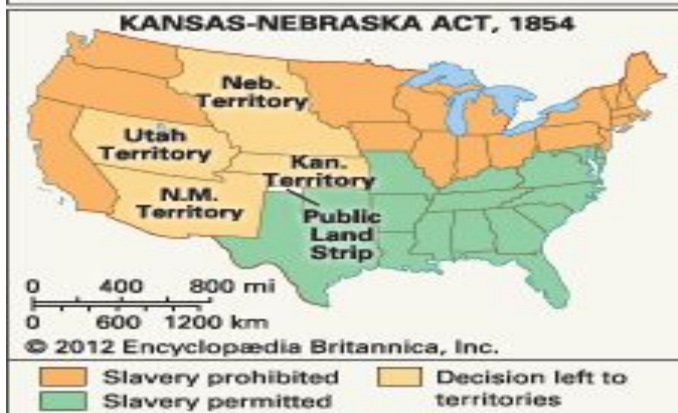 KANSAS-NEBRASKA ACT, 1854
Neb.
Territory
Utah
Territory
Kan.
Territory
N.M.
Territory
Public
Land
Strip
0 400 800 mi
0 600 1200 km
© 2012 Encyclopædia Britannica, Inc.
Slavery prohibited
Slavery permitted
Decision left to
territories